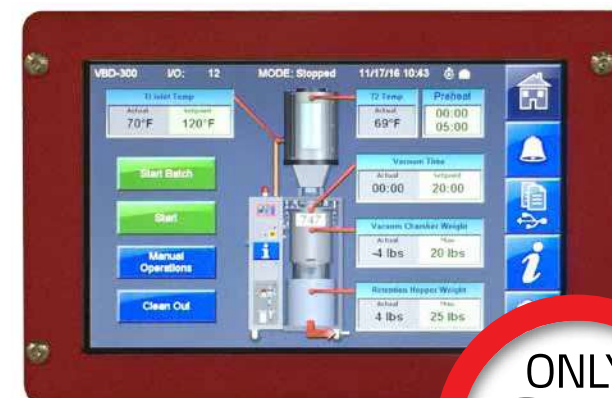 VBD-300 I/O: 12 MODE: Stopped 11/17/16 10:43
T1 Inlet Temp
Actual Setpoint
70°F 120°F
T2 Temp
Actual
69°F
Preheat
00:00
05:00
Start Batch
Start
Manual
Operations
Clean Out
Vacuum Time
Actual Setpoint
00:00 20:00
747
Vacuum Chamber Weight
Actual Max
-4 lbs 20 lbs
Retention Hopper Weight
Actual Max
4 lbs 25 lbs
i
i
ONLY